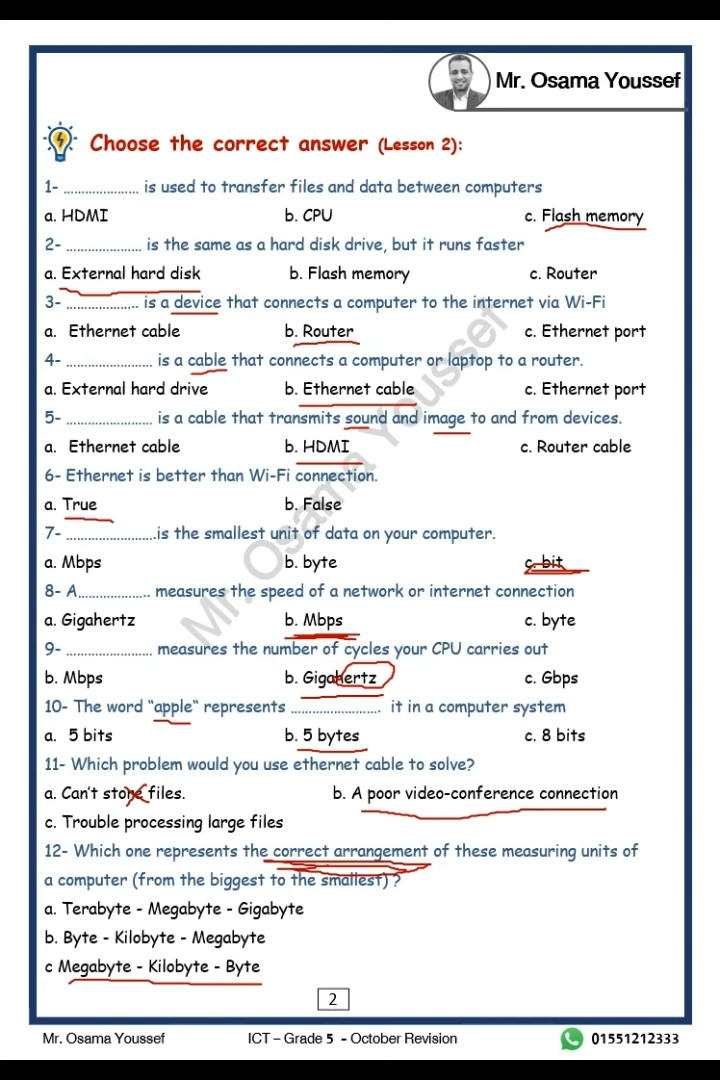 Mr. Osama Youssef
Choose the correct answer (Lesson 2):
1- ..................... is used to transfer files and data between computers
a. HDMI b. CPU c. Flash memory
2- ..................... is the same as a hard disk drive, but it runs faster
a. External hard disk b. Flash memory c. Router
3- ..................... is a device that connects a computer to the internet via Wi-Fi
a. Ethernet cable b. Router c. Ethernet port
4- ........................ is a cable that connects a computer or laptop to a router.
a. External hard drive b. Ethernet cable c. Ethernet port
5- ........................ is a cable that transmits sound and image to and from devices.
a. Ethernet cable b. HDMI c. Router cable
6- Ethernet is better than Wi-Fi connection.
a. True b. False
7- .........................is the smallest unit of data on your computer.
a. Mbps b. byte c. bit
8- A.................... measures the speed of a network or internet connection
a. Gigahertz b. Mbps c. byte
9- ........................ measures the number of cycles your CPU carries out
b. Mbps b. Gigahertz c. Gbps
10- The word "apple" represents ......................... it in a computer system
a. 5 bits b. 5 bytes c. 8 bits
11- Which problem would you use ethernet cable to solve?
a. Can't store files. b. A poor video-conference connection
c. Trouble processing large files
12- Which one represents the correct arrangement of these measuring units of
a computer (from the biggest to the smallest) ?
a. Terabyte - Megabyte - Gigabyte
b. Byte - Kilobyte - Megabyte
c Megabyte - Kilobyte - Byte
2
Mr. Osama Youssef ICT – Grade 5 - October Revision 01551212333
Mr. Osama Youssef